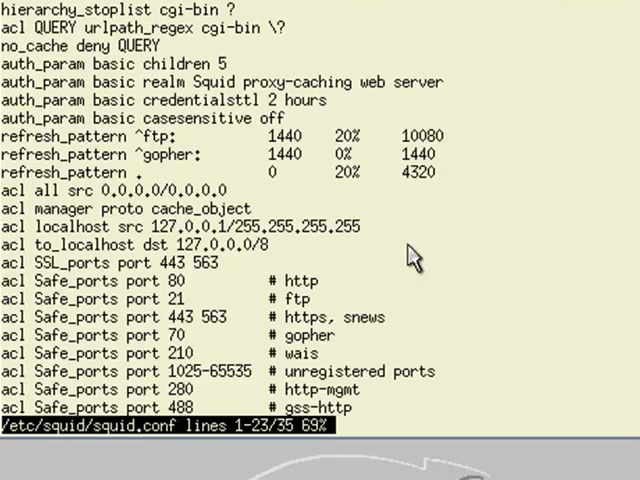 hierarchy_stoplist cgi-bin ?
acl QUERY urlpath_regex cgi-bin \?
no_cache deny QUERY
auth_param basic children 5
auth_param basic realm Squid proxy-caching web server
auth_param basic credentialsttl 2 hours
auth_param basic casesensitive off
refresh_pattern ^ftp: 1440 20% 10080
refresh_pattern ^gopher: 1440 0% 1440
refresh_pattern . 0 20% 4320
acl all src 0.0.0.0/0.0.0.0
acl manager proto cache_object
acl localhost src 127.0.0.1/255.255.255.255
acl to_localhost dst 127.0.0.0/8
acl SSL_ports port 443 563
acl Safe_ports port 80 # http
acl Safe_ports port 21 # ftp
acl Safe_ports port 443 563 # https, snews
acl Safe_ports port 70 # gopher
acl Safe_ports port 210 # wais
acl Safe_ports port 1025-65535 # unregistered ports
acl Safe_ports port 280 # http-mgmt
acl Safe_ports port 488 # gss-http
/etc/squid/squid.conf lines 1-23/35 69%